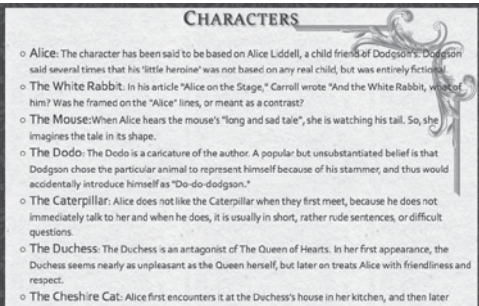 CHARACTERS
○ Alice: The character has been said to be based on Alice Liddell, a child friend of Dodgson's. Dodgson
said several times that his 'little heroine' was not based on any real child, but was entirely fictional.
○ The White Rabbit: In his article "Alice on the Stage," Carroll wrote "And the White Rabbit, what of
him? Was he framed on the "Alice" lines, or meant as a contrast?
○ The Mouse:When Alice hears the mouse's "long and sad tale", she is watching his tail. So, she
imagines the tale in its shape.
○ The Dodo: The Dodo is a caricature of the author. A popular but unsubstantiated belief is that
Dodgson chose the particular animal to represent himself because of his stammer, and thus would
accidentally introduce himself as "Do-do-dodgson."
○ The Caterpillar: Alice does not like the Caterpillar when they first meet, because he does not
immediately talk to her and when he does, it is usually in short, rather rude sentences, or difficult
questions.
○ The Duchess: The Duchess is an antagonist of The Queen of Hearts. In her first appearance, the
Duchess seems nearly as unpleasant as the Queen herself, but later on treats Alice with friendliness and
respect.
○ The Cheshire Cat: Alice first encounters it at the Duchess's house in her kitchen, and then later